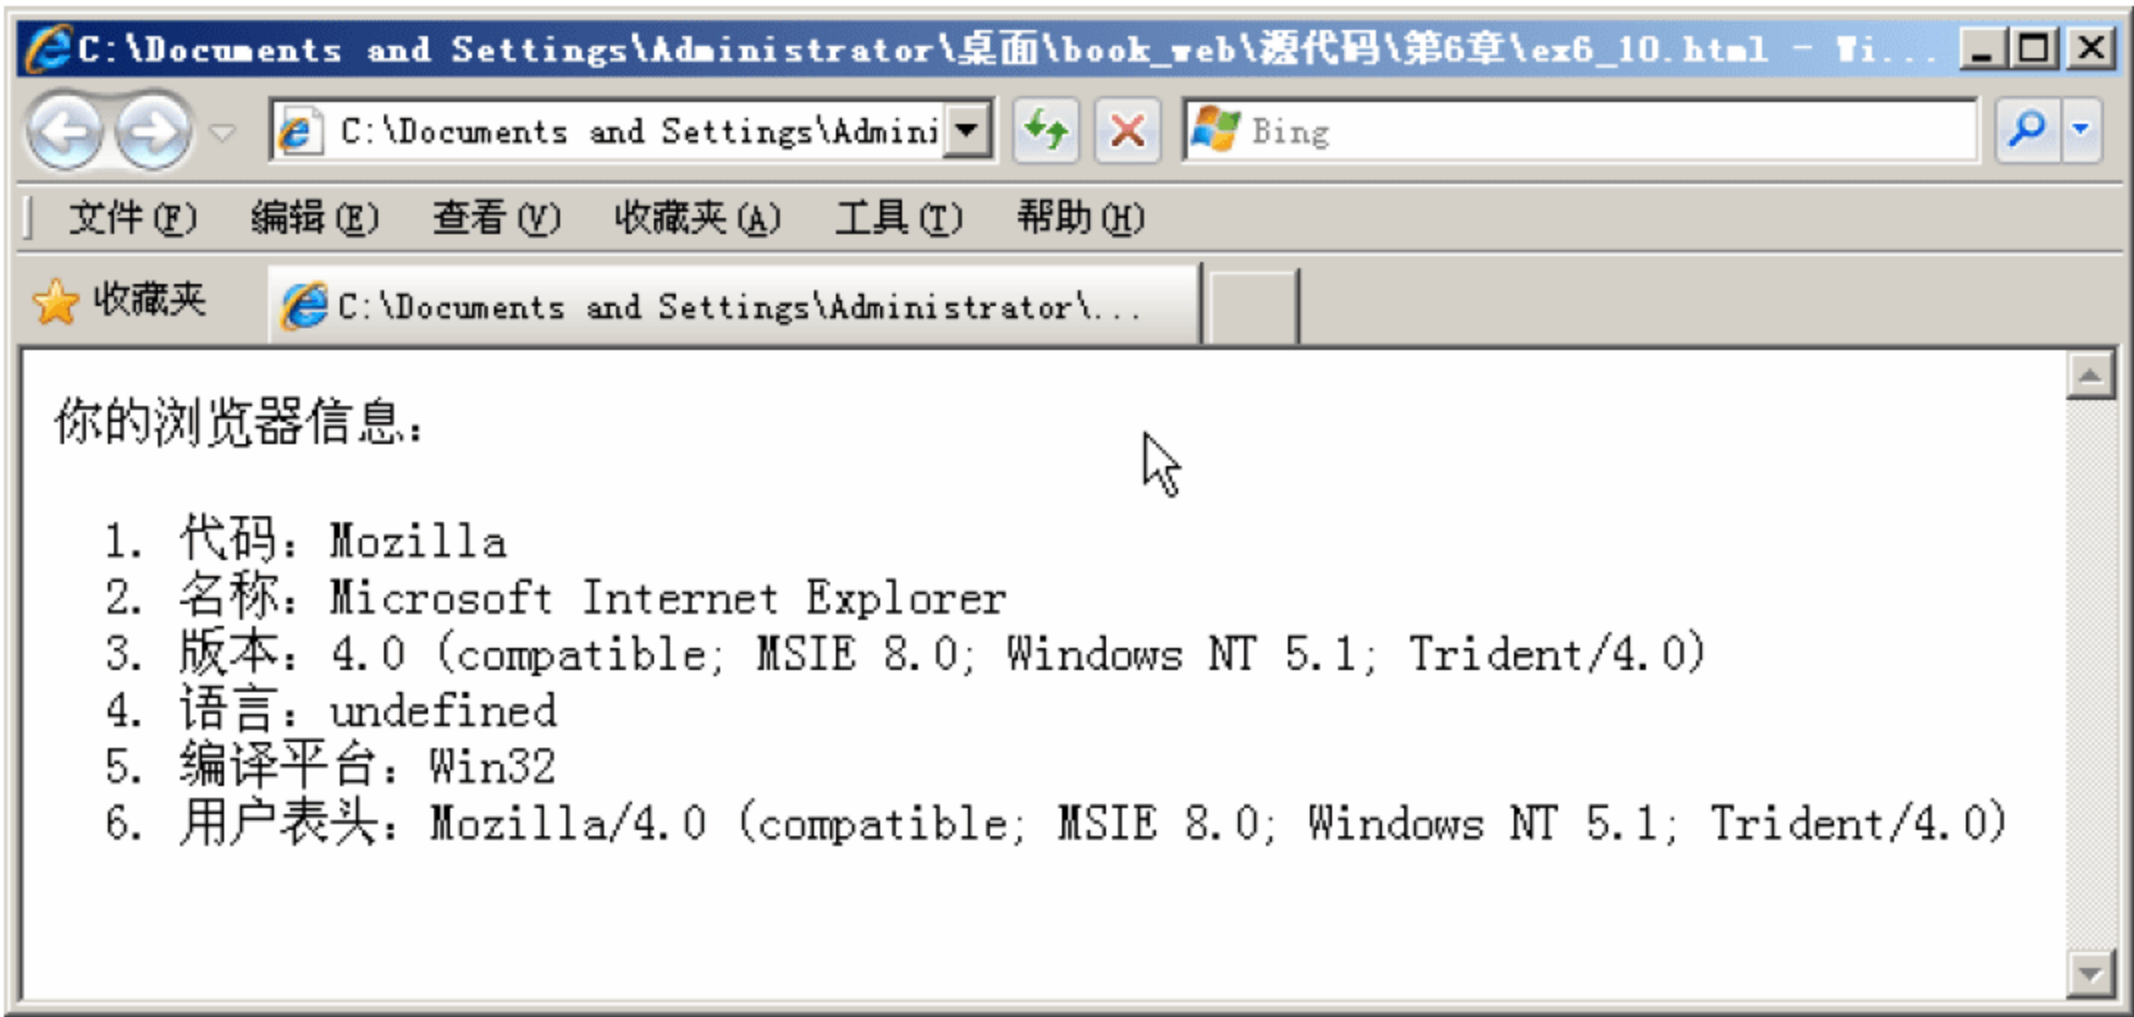 C:\Documents and Settings\Administrator\桌面\book_web\源代码\第6章\ex6_10.html - Wi...
C:\Documents and Settings\Admini
Bing
文件(F) 编辑(E) 查看(V) 收藏夹(A) 工具(T) 帮助(H)
收藏夹 C:\Documents and Settings\Administrator\...
你的浏览器信息:
1. 代码:Mozilla
2. 名称:Microsoft Internet Explorer
3. 版本:4.0 (compatible; MSIE 8.0; Windows NT 5.1; Trident/4.0)
4. 语言:undefined
5. 编译平台:Win32
6. 用户表头:Mozilla/4.0 (compatible; MSIE 8.0; Windows NT 5.1; Trident/4.0)